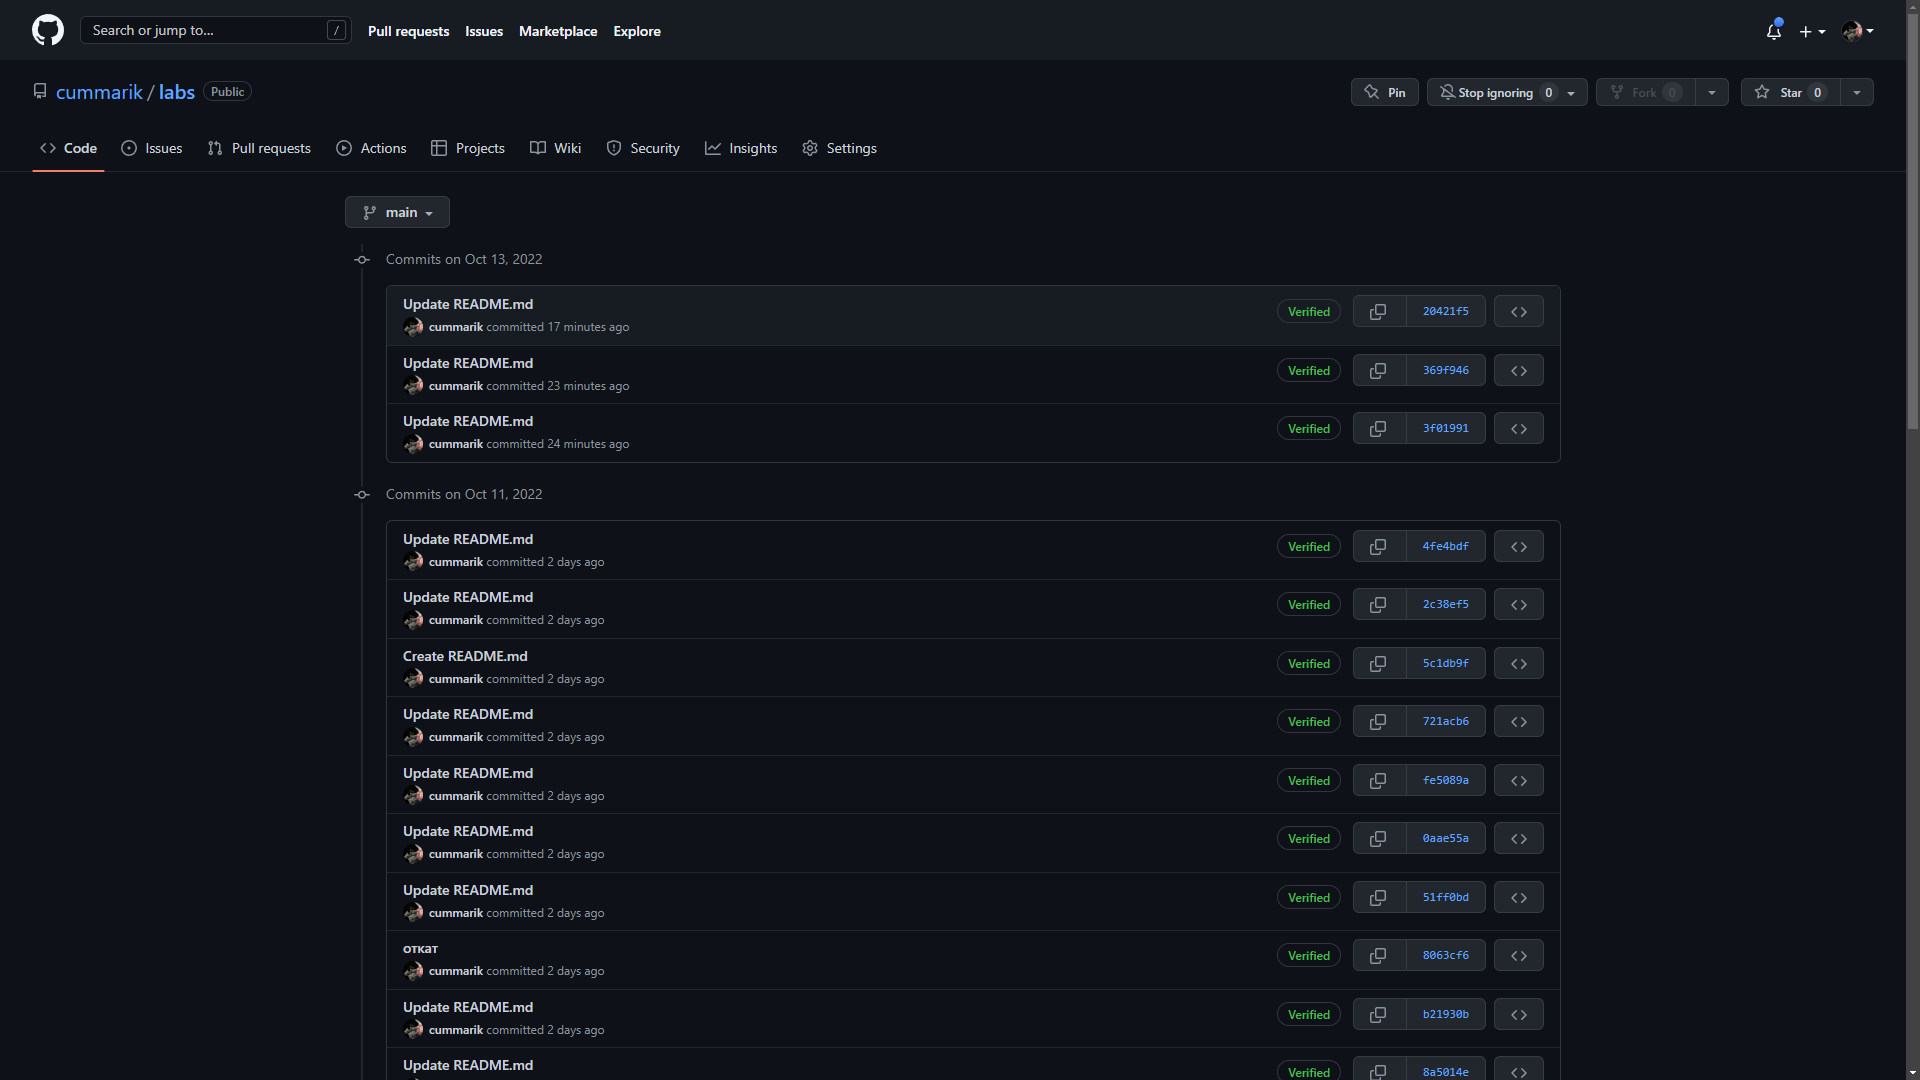 Search or jump to... /
Pull requests Issues Marketplace Explore
cummarik / labs Public
Pin
Stop ignoring 0
Fork 0
Star 0
Code Issues Pull requests Actions Projects Wiki Security Insights Settings
main
Commits on Oct 13, 2022
Update README.md
cummarik committed 17 minutes ago
Verified 20421f5
Update README.md
cummarik committed 23 minutes ago
Verified 369f946
Update README.md
cummarik committed 24 minutes ago
Verified 3f01991
Commits on Oct 11, 2022
Update README.md
cummarik committed 2 days ago
Verified 4fe4bdf
Update README.md
cummarik committed 2 days ago
Verified 2c38ef5
Create README.md
cummarik committed 2 days ago
Verified 5c1db9f
Update README.md
cummarik committed 2 days ago
Verified 721acb6
Update README.md
cummarik committed 2 days ago
Verified fe5089a
Update README.md
cummarik committed 2 days ago
Verified 0aae55a
Update README.md
cummarik committed 2 days ago
Verified 51ff0bd
откат
cummarik committed 2 days ago
Verified 8063cf6
Update README.md
cummarik committed 2 days ago
Verified b21930b
Update README.md
Verified 8a5014e